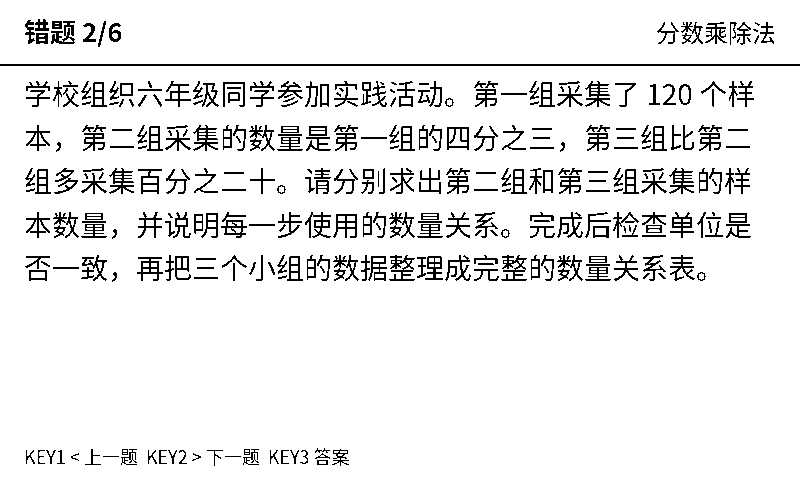 错题 2/6
分数乘除法
学校组织六年级同学参加实践活动。第一组采集了 120 个样
本，第二组采集的数量是第一组的四分之三，第三组比第二
组多采集百分之二十。请分别求出第二组和第三组采集的样
本数量，并说明每一步使用的数量关系。完成后检查单位是
否一致，再把三个小组的数据整理成完整的数量关系表。
KEY1 < 上一题 KEY2 > 下一题 KEY3 答案